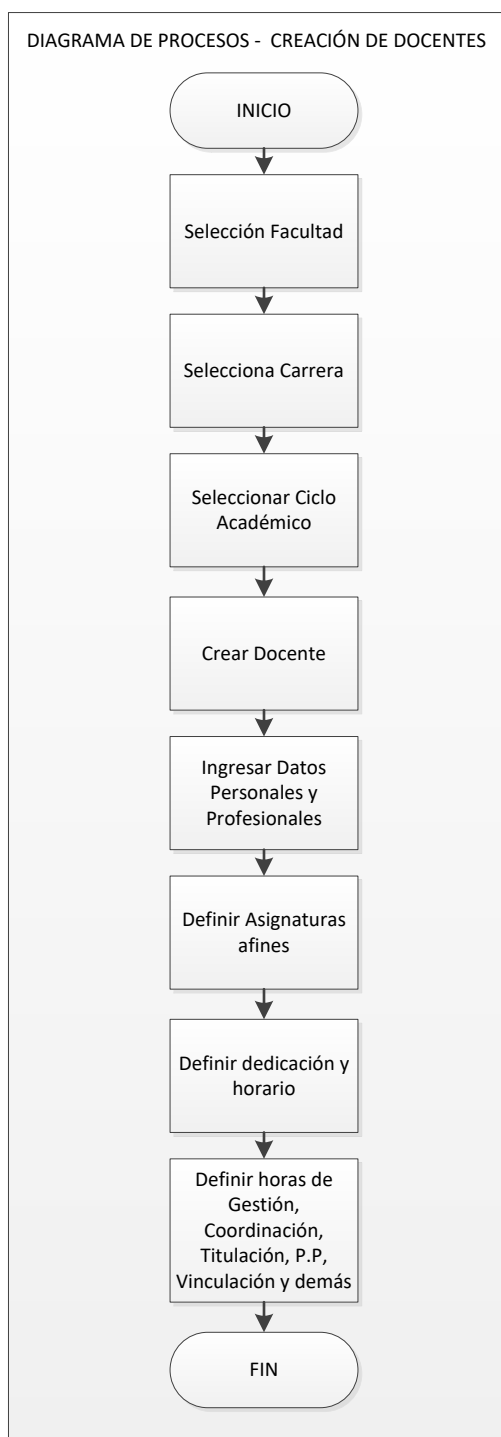 DIAGRAMA DE PROCESOS - CREACIÓN DE DOCENTES
INICIO
Selección Facultad
Selecciona Carrera
Seleccionar Ciclo
Académico
Crear Docente
Ingresar Datos
Personales y
Profesionales
Definir Asignaturas
afines
Definir dedicación y
horario
Definir horas de
Gestión,
Coordinación,
Titulación, P.P,
Vinculación y demás
FIN